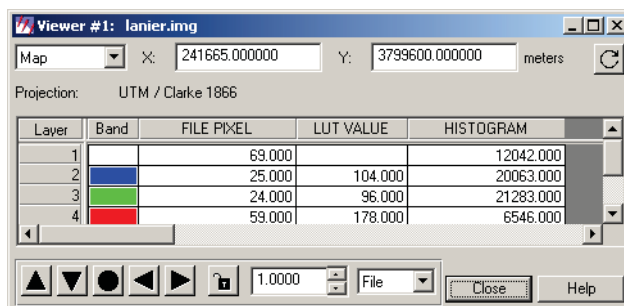 Viewer #1: lanier.img
Map X: 241665.000000 Y: 3799600.000000 meters
Projection: UTM / Clarke 1866
Layer Band FILE PIXEL LUT VALUE HISTOGRAM
1 69.000 12042.000
2 25.000 104.000 20063.000
3 24.000 96.000 21283.000
4 59.000 178.000 6546.000
1.0000 File Close Help